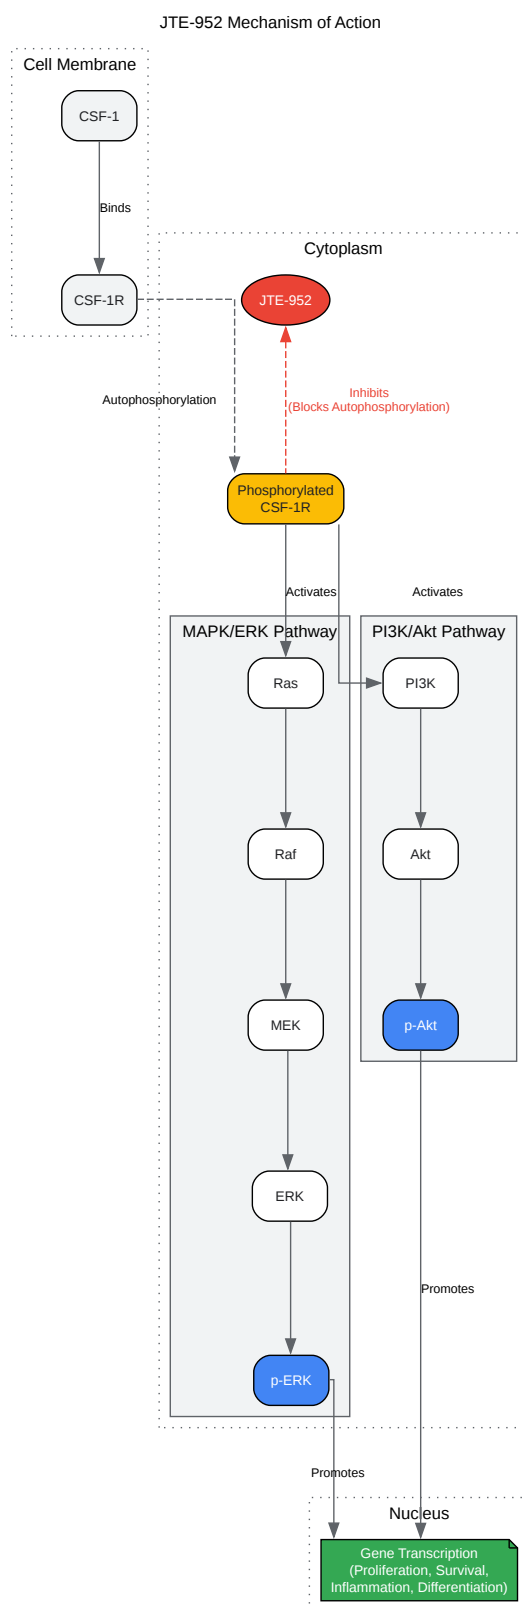 JTE-952 Mechanism of Action
Cell Membrane
CSF-1
Binds
CSF-1R
Cytoplasm
JTE-952
Autophosphorylation
Inhibits
(Blocks Autophosphorylation)
Phosphorylated
CSF-1R
Activates
Activates
MAPK/ERK Pathway
PI3K/Akt Pathway
Ras
PI3K
Raf
Akt
MEK
p-Akt
ERK
Promotes
p-ERK
Promotes
Nucleus
Gene Transcription
(Proliferation, Survival,
Inflammation, Differentiation)